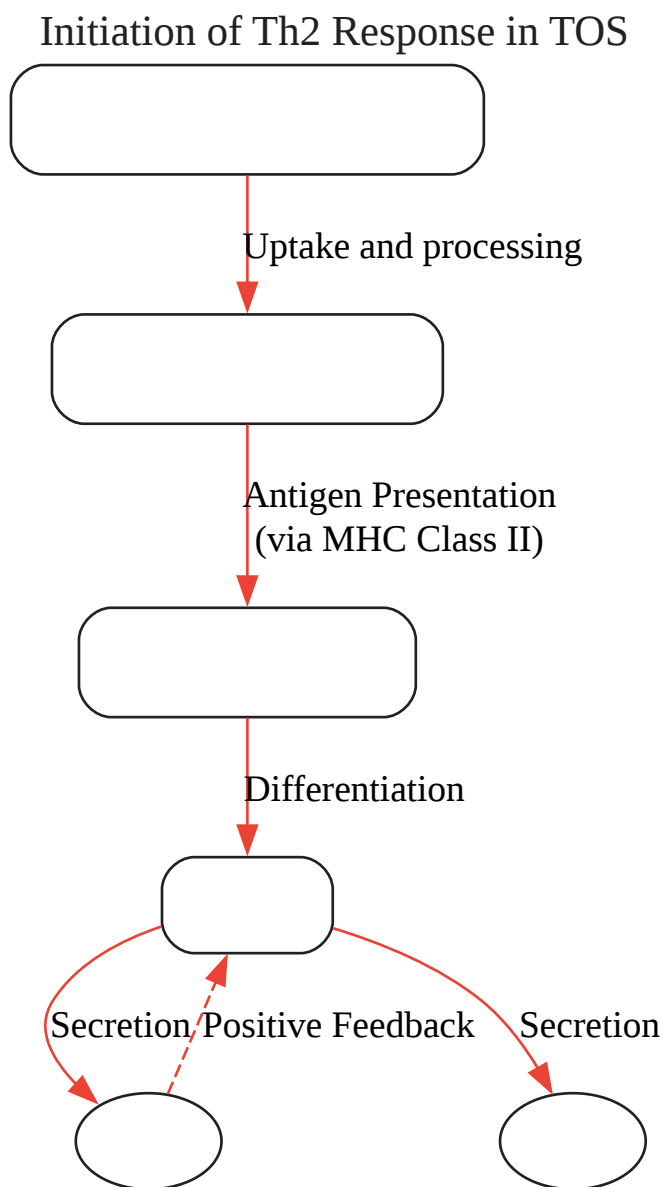 Initiation of Th2 Response in TOS
Uptake and processing
Antigen Presentation
(via MHC Class II)
Differentiation
Secretion
Positive Feedback
Secretion